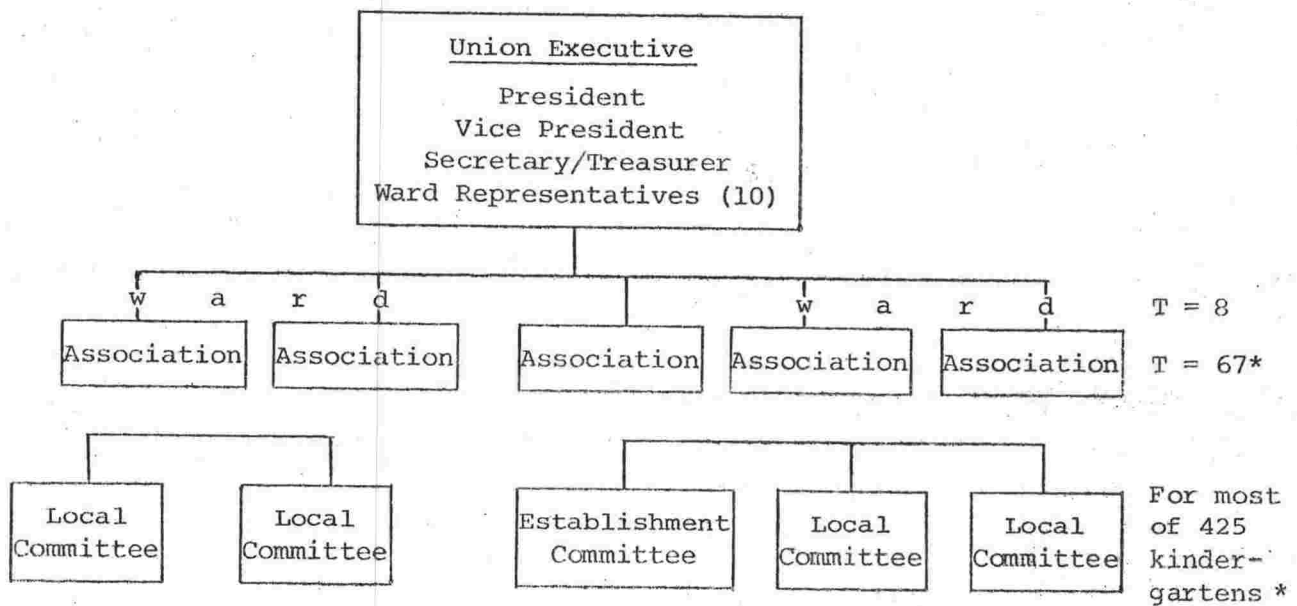 Union Executive
President
Vice President
Secretary/Treasurer
Ward Representatives (10)
w a r d w a r d T = 8
Association Association Association Association Association T = 67*
Local Committee
Local Committee
Establishment Committee
Local Committee
Local Committee
For most
of 425
kinder-
gartens *